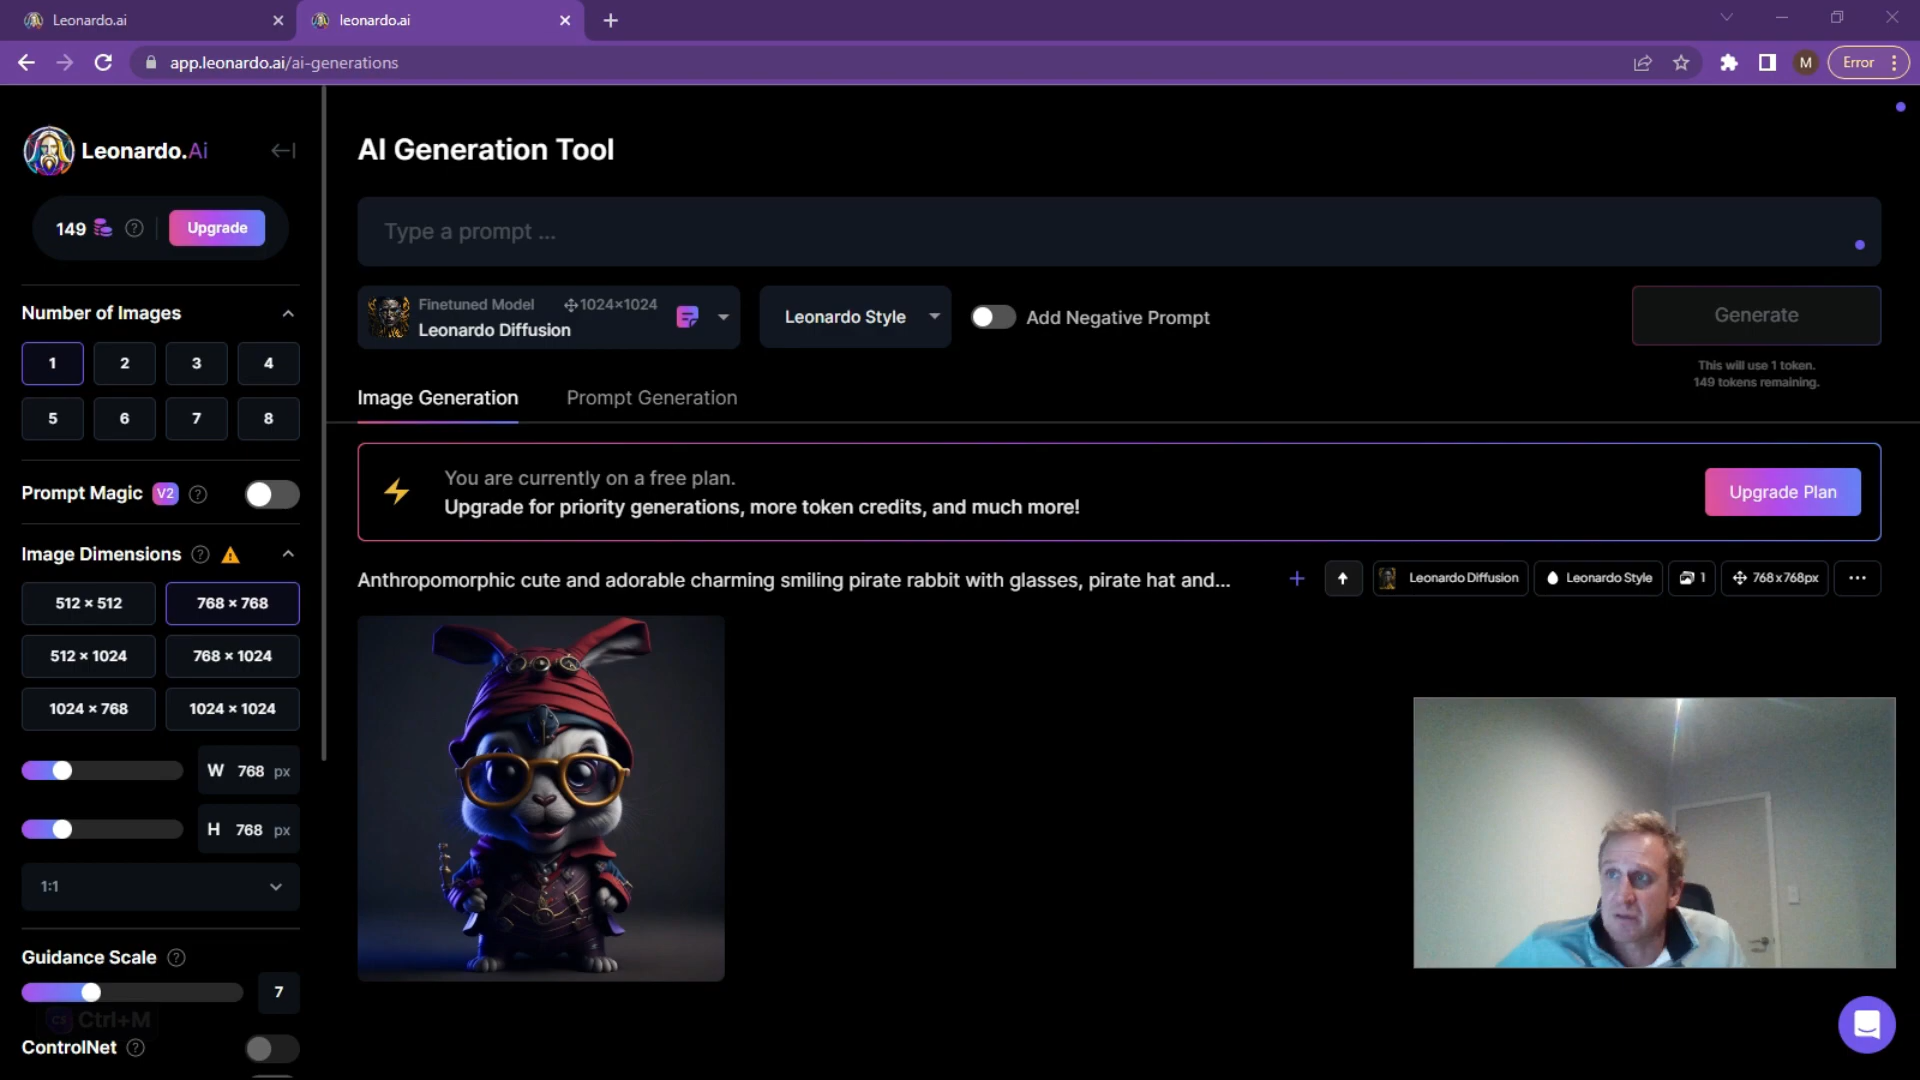 Leonardo.ai
leonardo.ai
app.leonardo.ai/ai-generations
M
Error
Leonardo.Ai
149
Upgrade
Number of Images
1 2 3 4
5 6 7 8
Prompt Magic V2
Image Dimensions
512 × 512 768 × 768
512 × 1024 768 × 1024
1024 × 768 1024 × 1024
W 768 px
H 768 px
1:1
Guidance Scale
7
Ctrl+M
ControlNet
AI Generation Tool
Type a prompt ...
Finetuned Model 1024×1024
Leonardo Diffusion
Leonardo Style
Add Negative Prompt
Generate
This will use 1 token.
149 tokens remaining.
Image Generation Prompt Generation
You are currently on a free plan.
Upgrade for priority generations, more token credits, and much more!
Upgrade Plan
Anthropomorphic cute and adorable charming smiling pirate rabbit with glasses, pirate hat and...
Leonardo Diffusion Leonardo Style 1 768x768px